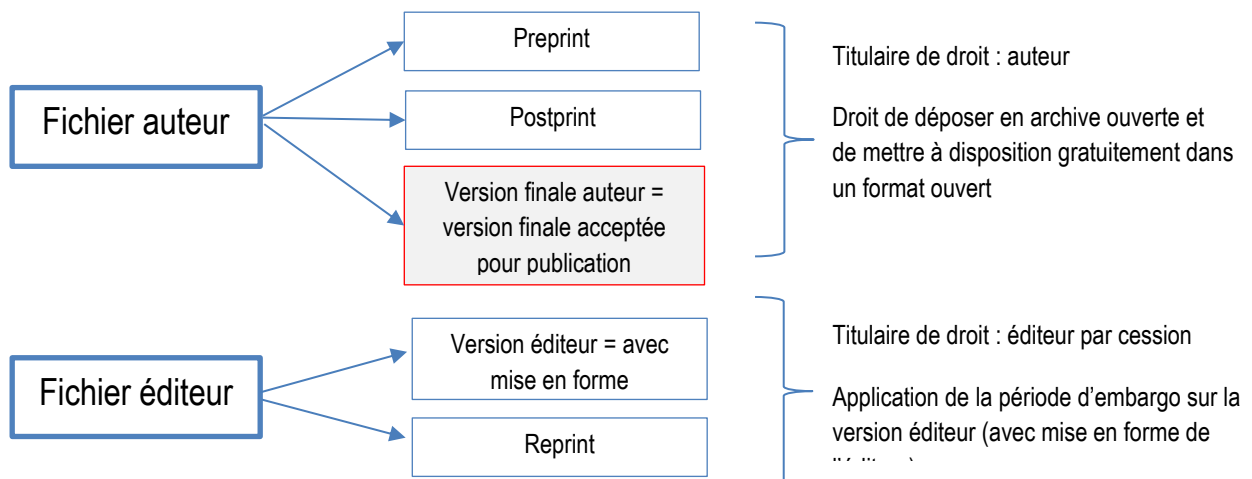 Fichier auteur
Preprint
Postprint
Version finale auteur =
version finale acceptée
pour publication
Titulaire de droit : auteur
Droit de déposer en archive ouverte et
de mettre à disposition gratuitement dans
un format ouvert
Fichier éditeur
Version éditeur = avec
mise en forme
Reprint
Titulaire de droit : éditeur par cession
Application de la période d’embargo sur la
version éditeur (avec mise en forme de